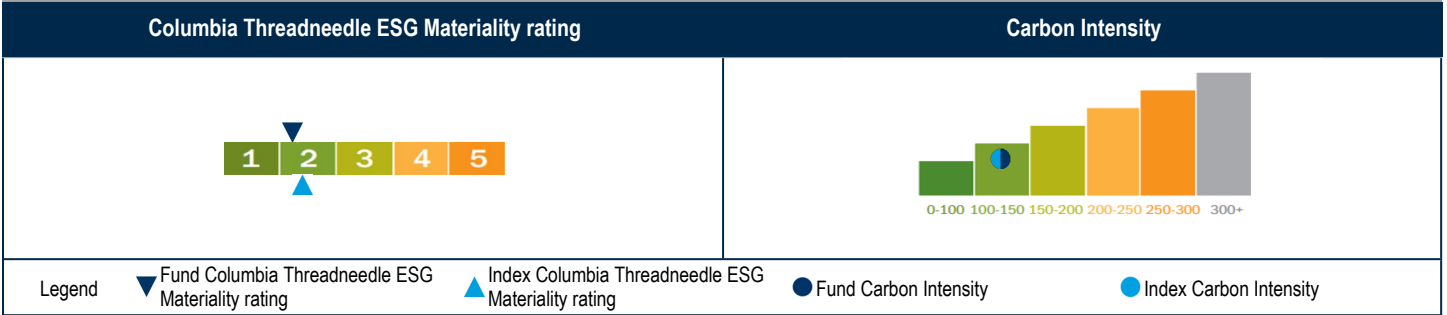 Columbia Threadneedle ESG Materiality rating
Carbon Intensity
1 2 3 4 5
0-100 100-150 150-200 200-250 250-300 300+
Legend
Fund Columbia Threadneedle ESG
Materiality rating
Index Columbia Threadneedle ESG
Materiality rating
Fund Carbon Intensity
Index Carbon Intensity